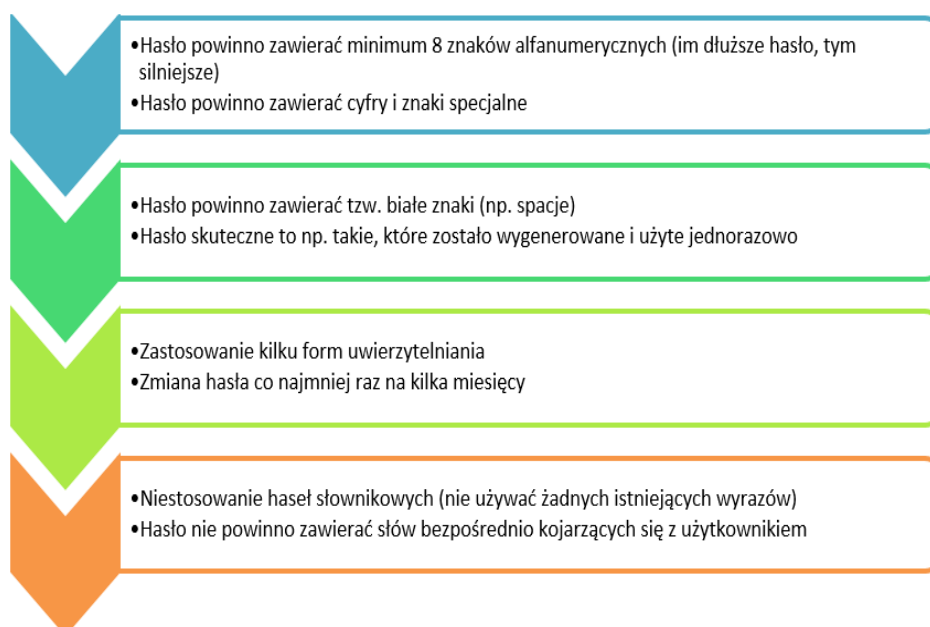 •Hasło powinno zawierać minimum 8 znaków alfanumerycznych (im dłuższe hasło, tym
silniejsze)
•Hasło powinno zawierać cyfry i znaki specjalne
•Hasło powinno zawierać tzw. białe znaki (np. spacje)
•Hasło skuteczne to np. takie, które zostało wygenerowane i użyte jednorazowo
•Zastosowanie kilku form uwierzytelniania
•Zmiana hasła co najmniej raz na kilka miesięcy
•Niestosowanie haseł słownikowych (nie używać żadnych istniejących wyrazów)
•Hasło nie powinno zawierać słów bezpośrednio kojarzących się z użytkownikiem